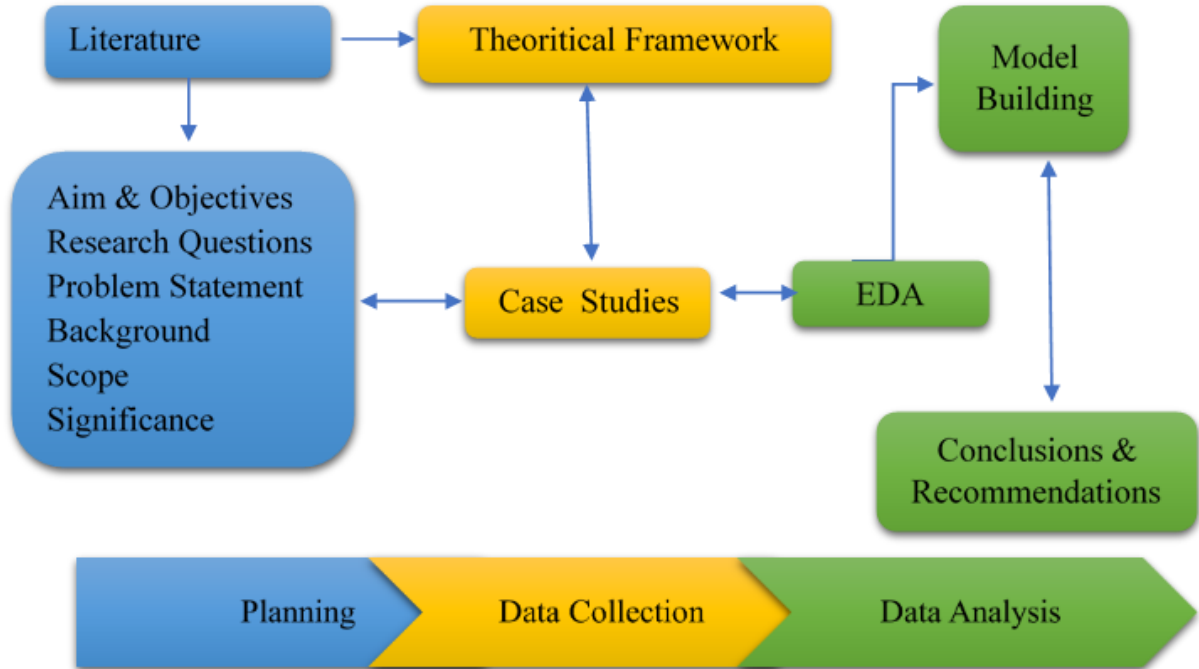 Literature
Theoritical Framework
Model
Building
Aim & Objectives
Research Questions
Problem Statement
Background
Scope
Significance
Case Studies
EDA
Conclusions &
Recommendations
Planning
Data Collection
Data Analysis